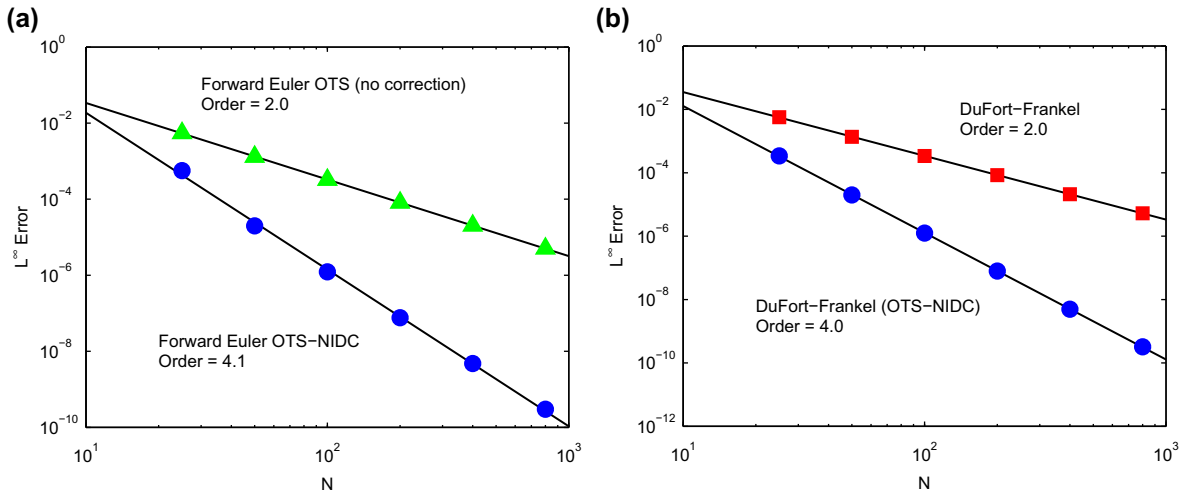 (a)
10^0
10^-2
10^-4
10^-6
10^-8
10^-10
L^∞ Error
Forward Euler OTS (no correction)
Order = 2.0
Forward Euler OTS−NIDC
Order = 4.1
10^1
10^2
10^3
N
(b)
10^0
10^-2
10^-4
10^-6
10^-8
10^-10
10^-12
L^∞ Error
DuFort−Frankel
Order = 2.0
DuFort−Frankel (OTS−NIDC)
Order = 4.0
10^1
10^2
10^3
N